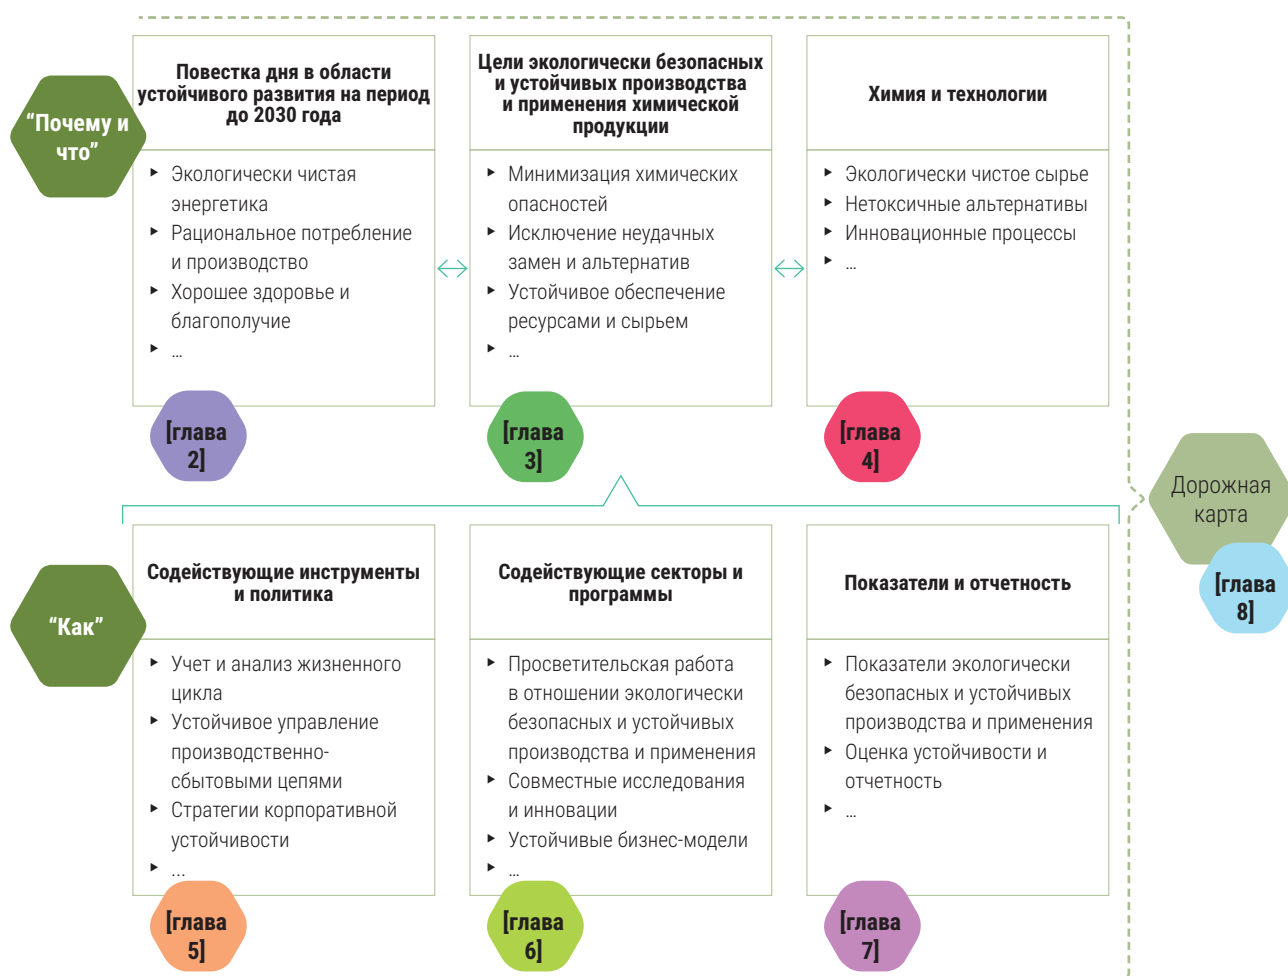 “Почему и
что”
Повестка дня в области
устойчивого развития на период
до 2030 года
Экологически чистая
энергетика
Рациональное потребление
и производство
Хорошее здоровье и
благополучие
…
[глава
2]
Цели экологически безопасных
и устойчивых производства
и применения химической
продукции
Минимизация химических
опасностей
Исключение неудачных
замен и альтернатив
Устойчивое обеспечение
ресурсами и сырьем
…
[глава
3]
Химия и технологии
Экологически чистое сырье
Нетоксичные альтернативы
Инновационные процессы
…
[глава
4]
“Как”
Содействующие инструменты
и политика
Учет и анализ жизненного
цикла
Устойчивое управление
производственно-
сбытовыми цепями
Стратегии корпоративной
устойчивости
...
[глава
5]
Содействующие секторы и
программы
Просветительская работа
в отношении экологически
безопасных и устойчивых
производства и применения
Совместные исследования
и инновации
Устойчивые бизнес-модели
…
[глава
6]
Показатели и отчетность
Показатели экологически
безопасных и устойчивых
производства и применения
Оценка устойчивости и
отчетность
…
[глава
7]
Дорожная
карта
[глава
8]